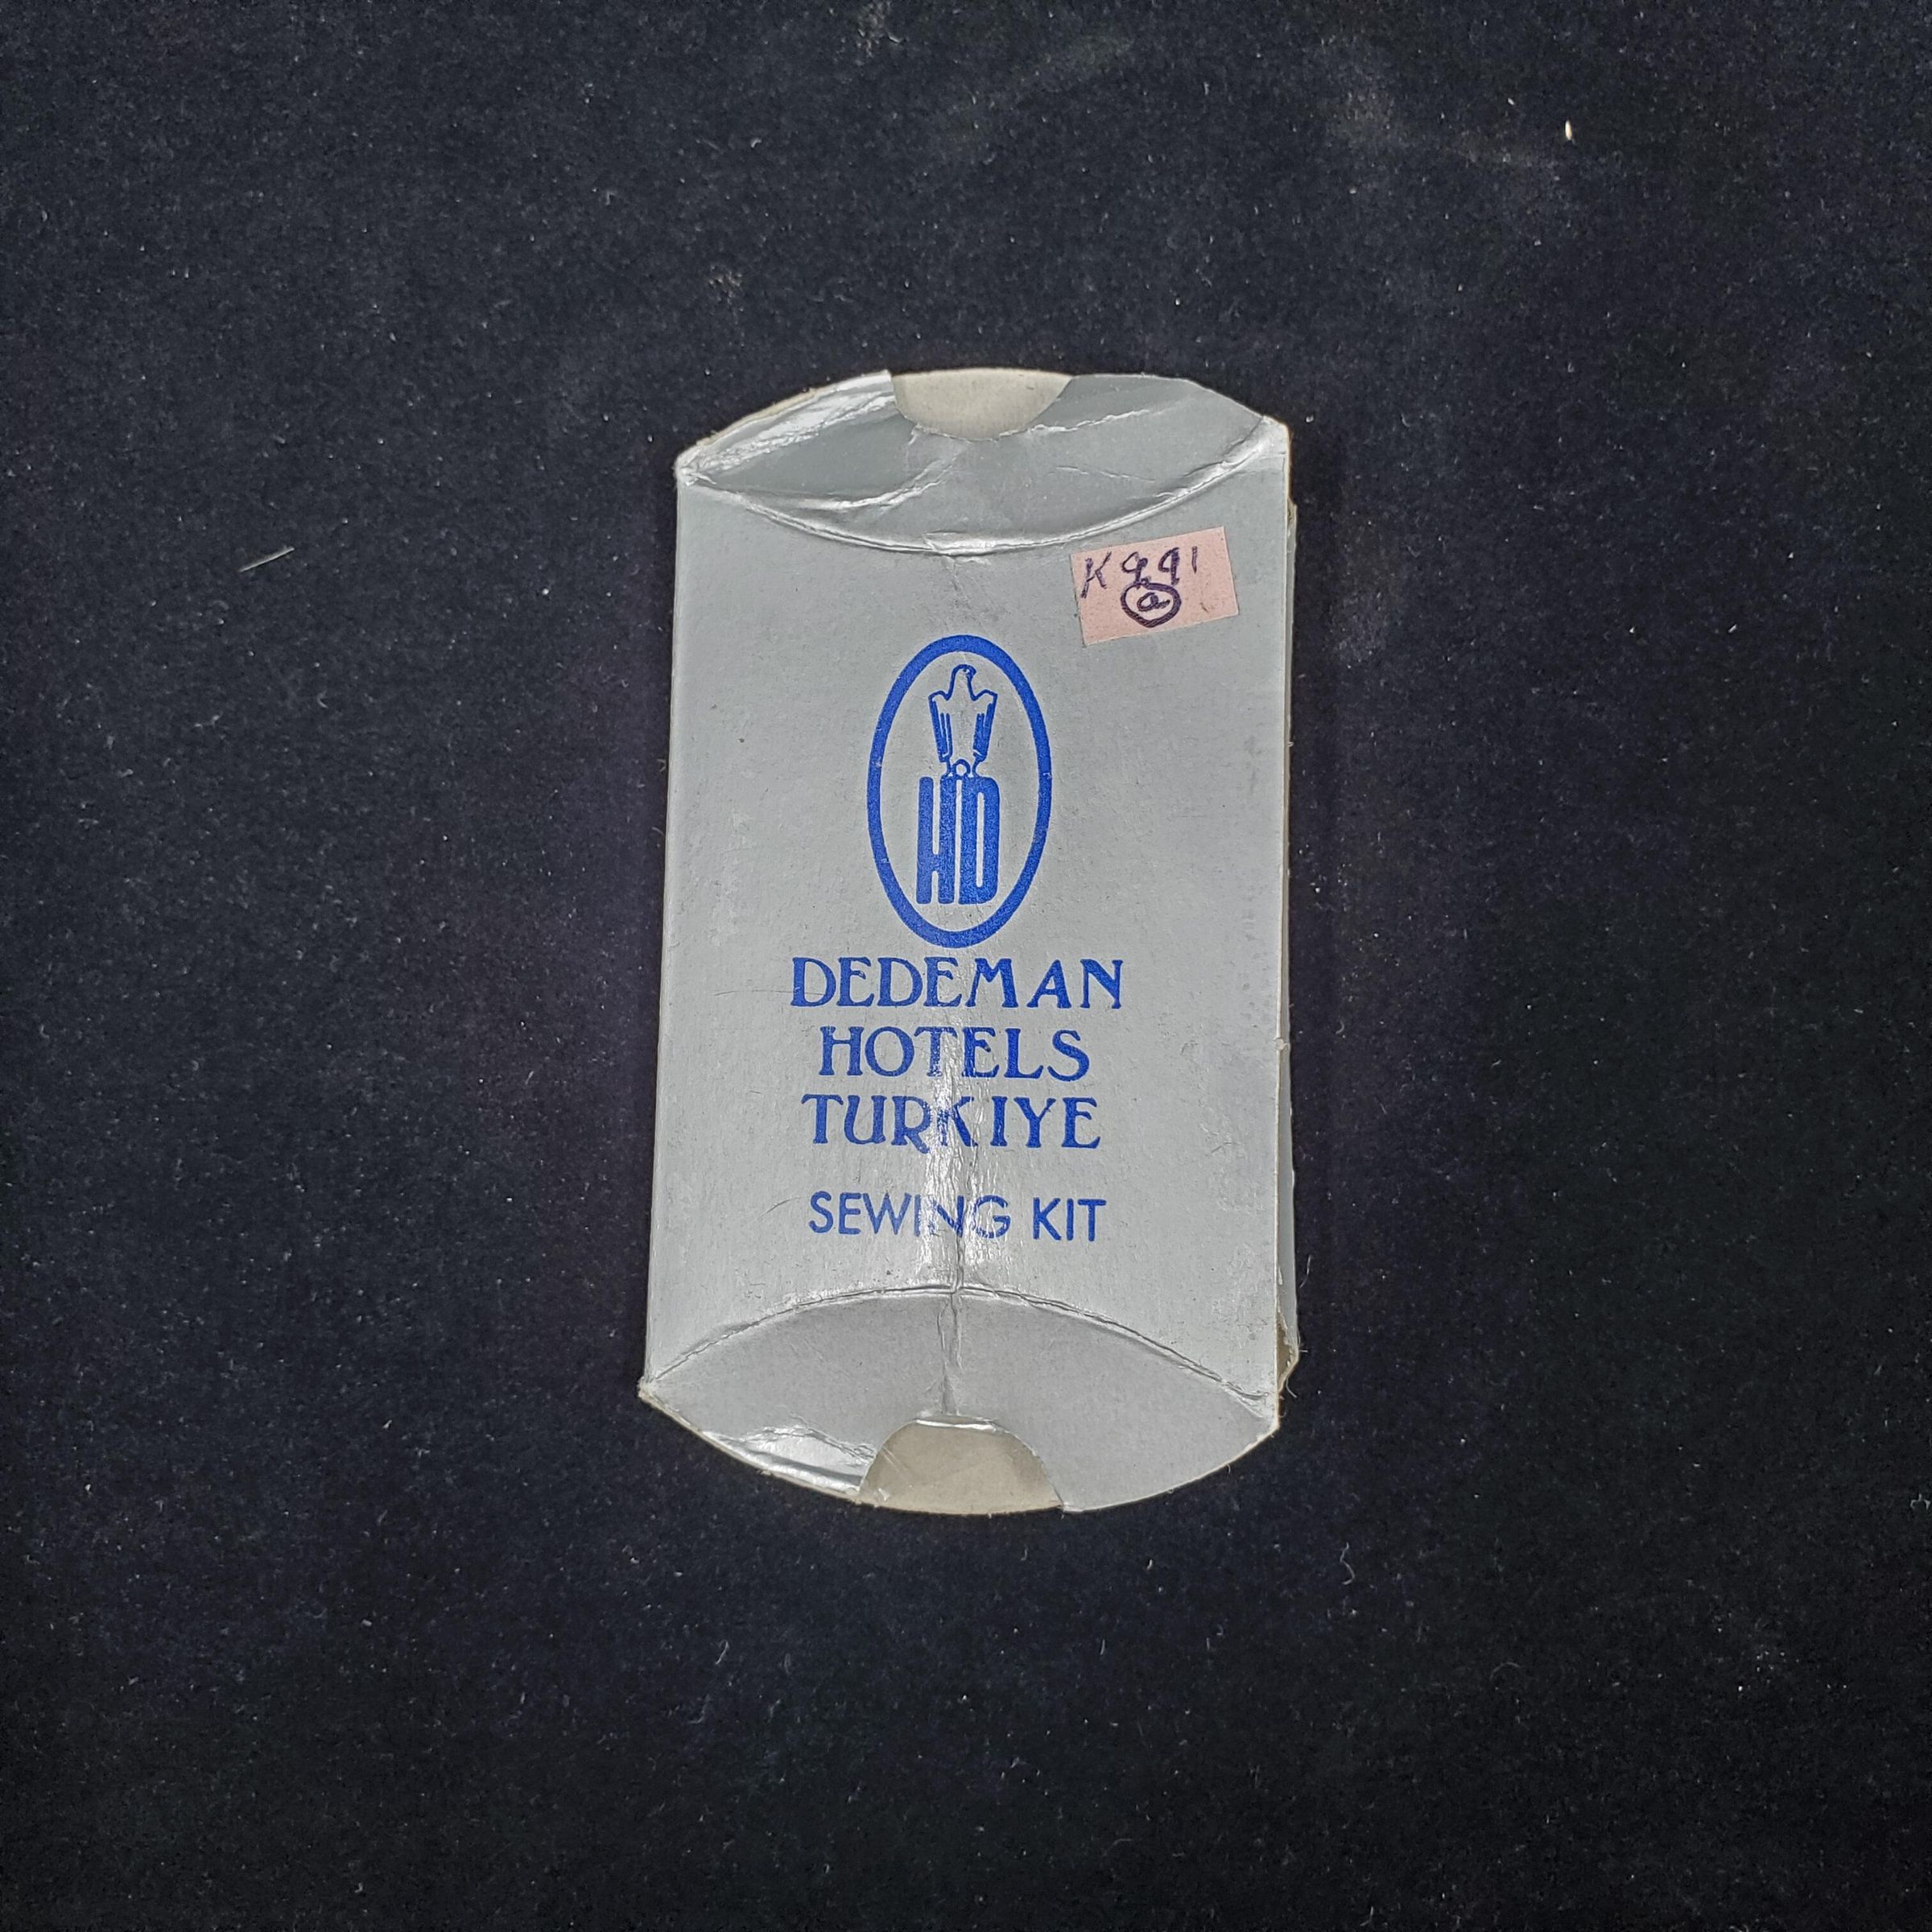 K991
a
HD
DEDEMAN
HOTELS
TURKIYE
SEWING KIT